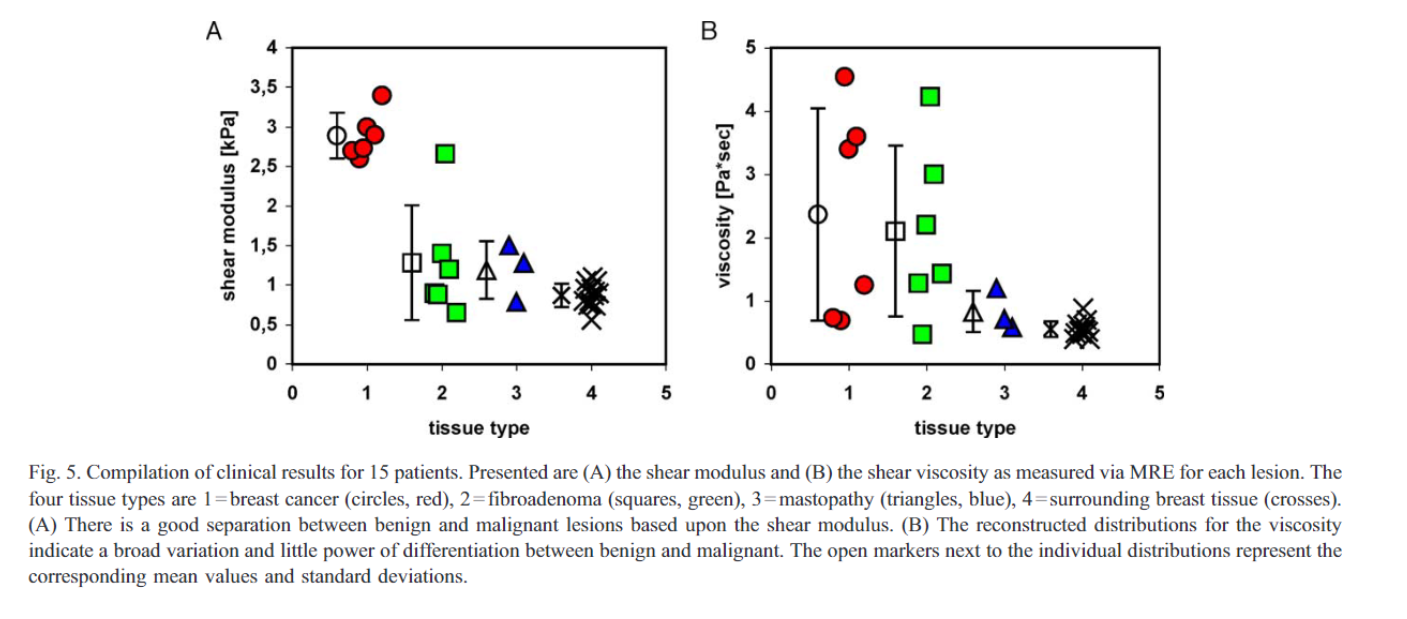 A
B
4
3,5
3
2,5
2
1,5
1
0,5
0
shear modulus [kPa]
0 1 2 3 4 5
tissue type
5
4
3
2
1
0
viscosity [Pa*sec]
0 1 2 3 4 5
tissue type
Fig. 5. Compilation of clinical results for 15 patients. Presented are (A) the shear modulus and (B) the shear viscosity as measured via MRE for each lesion. The
four tissue types are 1=breast cancer (circles, red), 2=fibroadenoma (squares, green), 3=mastopathy (triangles, blue), 4=surrounding breast tissue (crosses).
(A) There is a good separation between benign and malignant lesions based upon the shear modulus. (B) The reconstructed distributions for the viscosity
indicate a broad variation and little power of differentiation between benign and malignant. The open markers next to the individual distributions represent the
corresponding mean values and standard deviations.